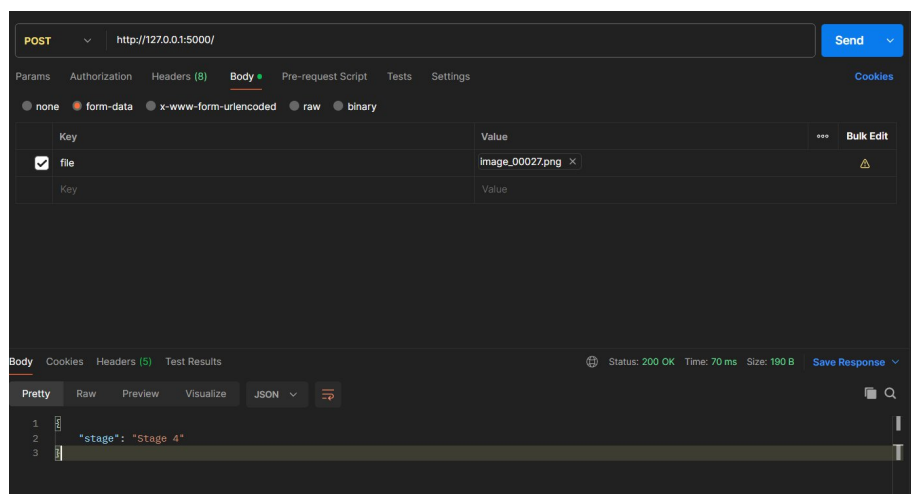 POST http://127.0.0.1:5000/ Send
Params Authorization Headers (8) Body Pre-request Script Tests Settings Cookies
none form-data x-www-form-urlencoded raw binary
Key Value ooo Bulk Edit
file image_00027.png ×
Key Value
Body Cookies Headers (5) Test Results Status: 200 OK Time: 70 ms Size: 190 B Save Response
Pretty Raw Preview Visualize JSON
1 {
2 "stage": "Stage 4"
3 }